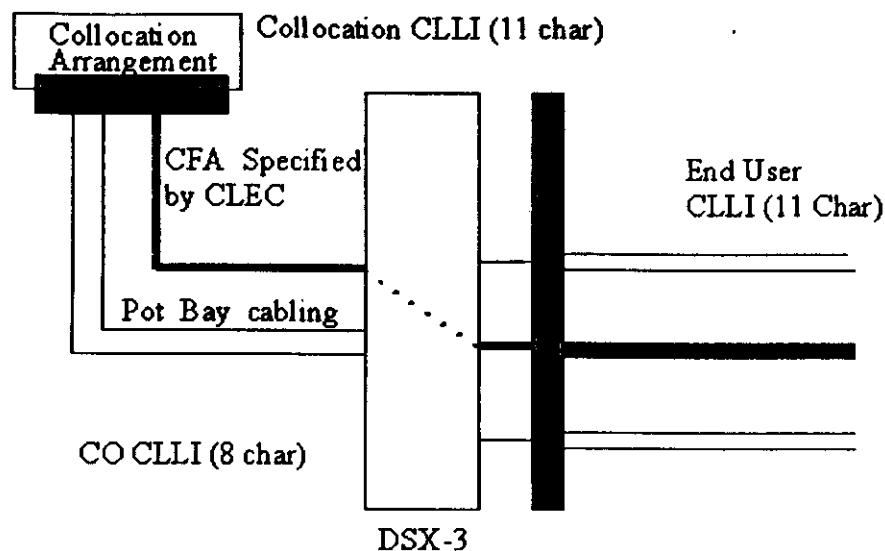 Collocation
Arrangement
Collocation CLLI (11 char)
CFA Specified
by CLEC
End User
CLLI (11 Char)
Pot Bay cabling
CO CLLI (8 char)
DSX-3